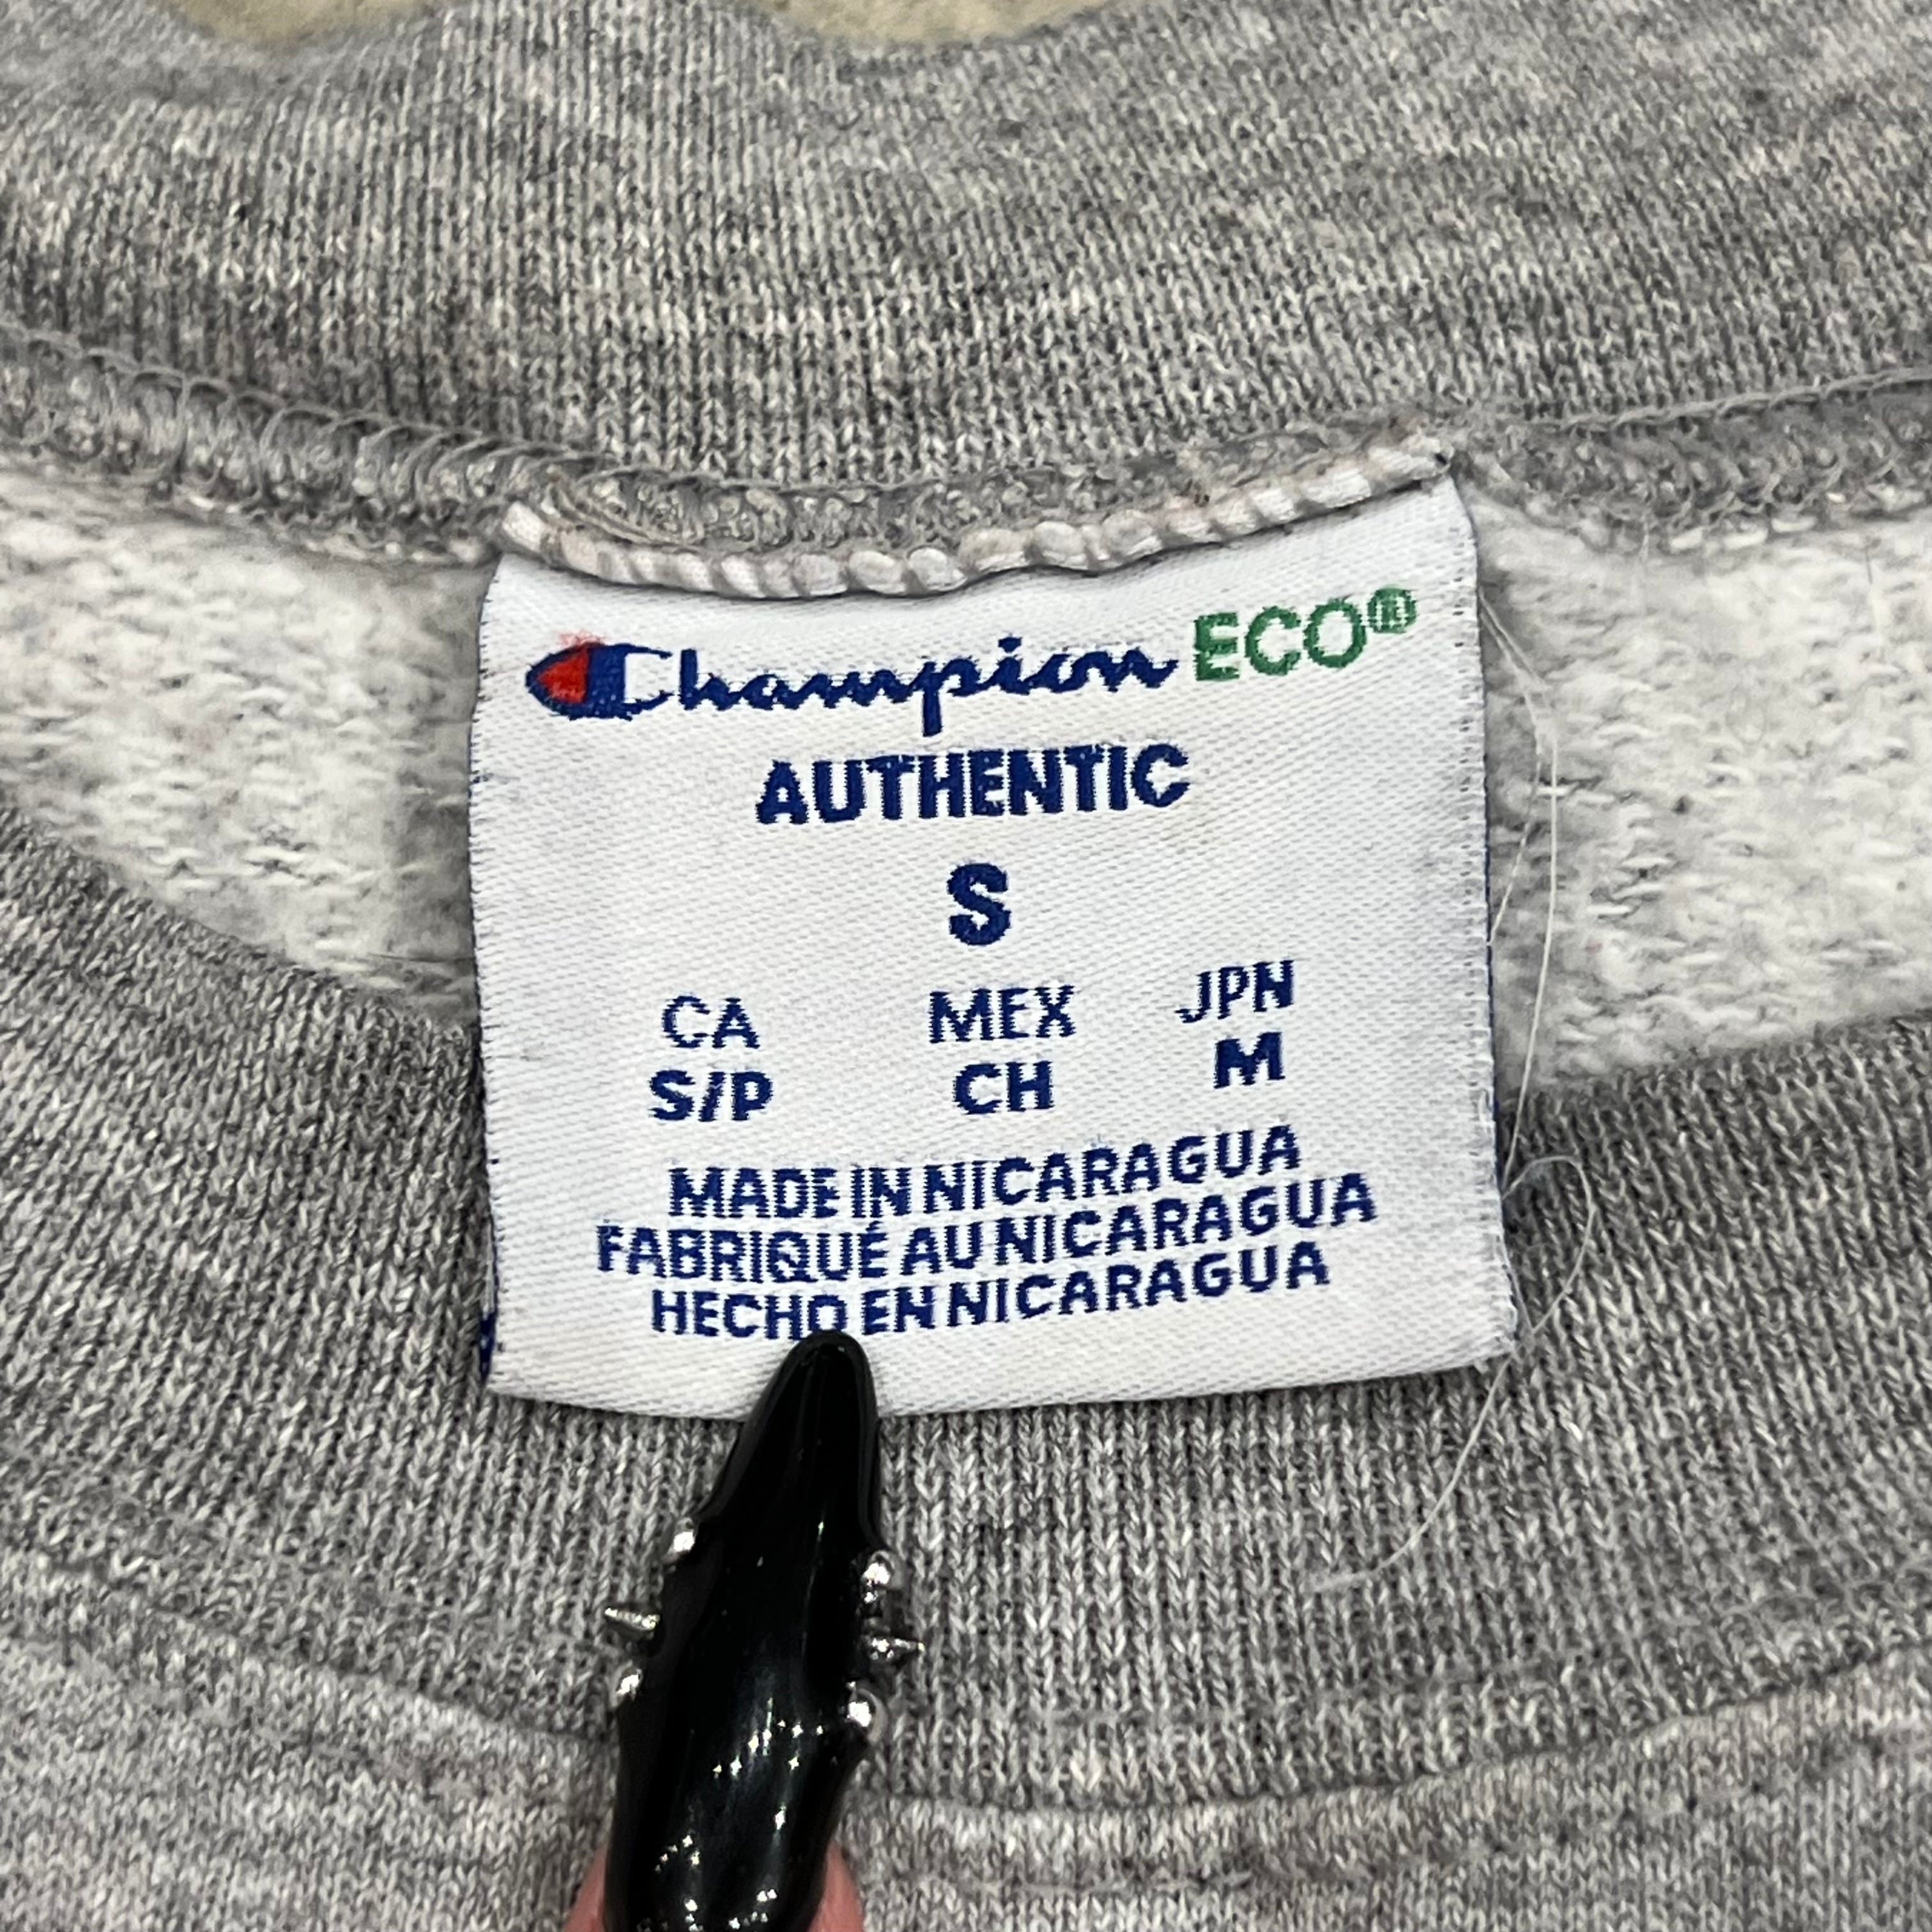 Champion ECO®
AUTHENTIC
S
CA MEX JPN
S/P CH M
MADE IN NICARAGUA
FABRIQUÉ AU NICARAGUA
HECHO EN NICARAGUA